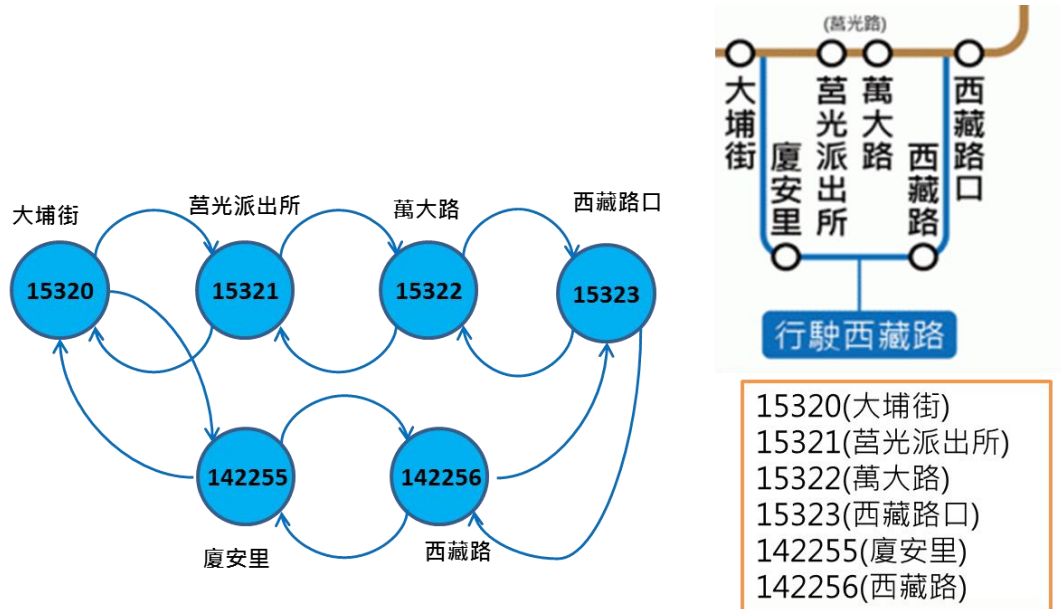 大埔街
莒光派出所
萬大路
西藏路口
15320
15321
15322
15323
142255
142256
廈安里
西藏路
(莒光路)
大埔街
廈安里
莒光派出所
萬大路
西藏路
西藏路口
行駛西藏路
15320(大埔街)
15321(莒光派出所)
15322(萬大路)
15323(西藏路口)
142255(廈安里)
142256(西藏路)